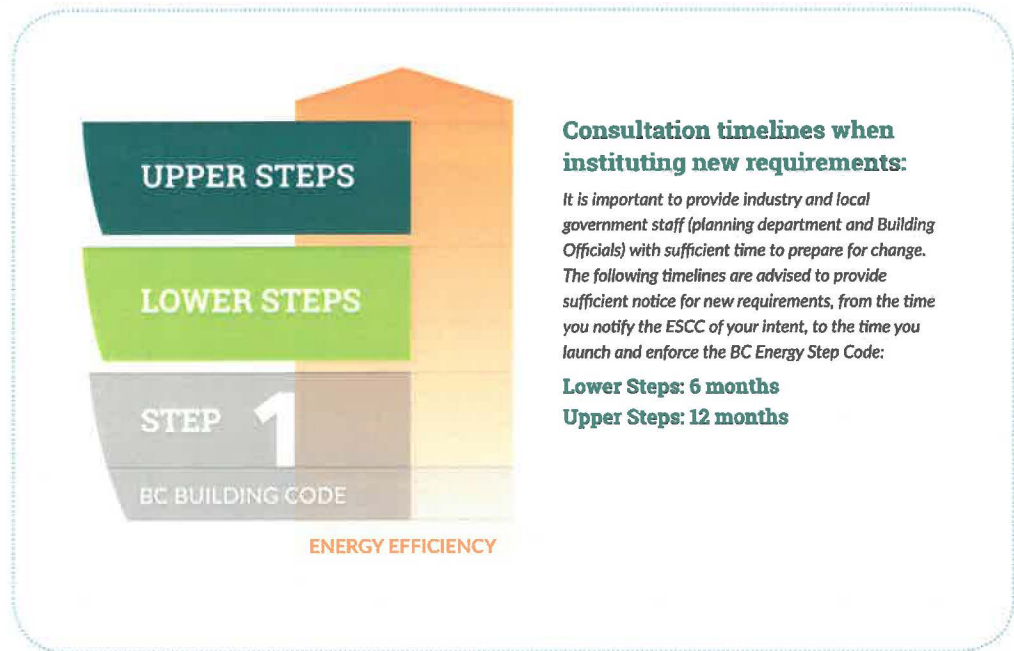 UPPER STEPS
LOWER STEPS
STEP 1
BC BUILDING CODE
ENERGY EFFICIENCY
Consultation timelines when
instituting new requirements:
It is important to provide industry and local
government staff (planning department and Building
Officials) with sufficient time to prepare for change.
The following timelines are advised to provide
sufficient notice for new requirements, from the time
you notify the ESCC of your intent, to the time you
launch and enforce the BC Energy Step Code:
Lower Steps: 6 months
Upper Steps: 12 months